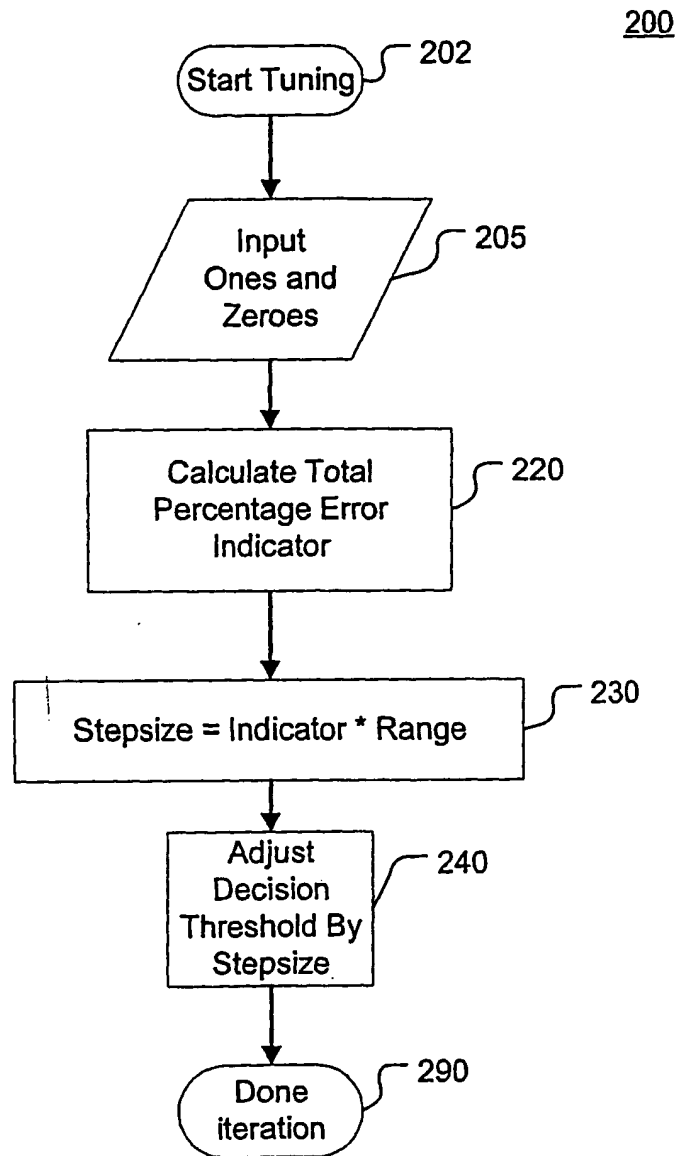 200
Start Tuning
202
Input
Ones and
Zeroes
205
Calculate Total
Percentage Error
Indicator
220
Stepsize = Indicator * Range
230
Adjust
Decision
Threshold By
Stepsize
240
Done
iteration
290